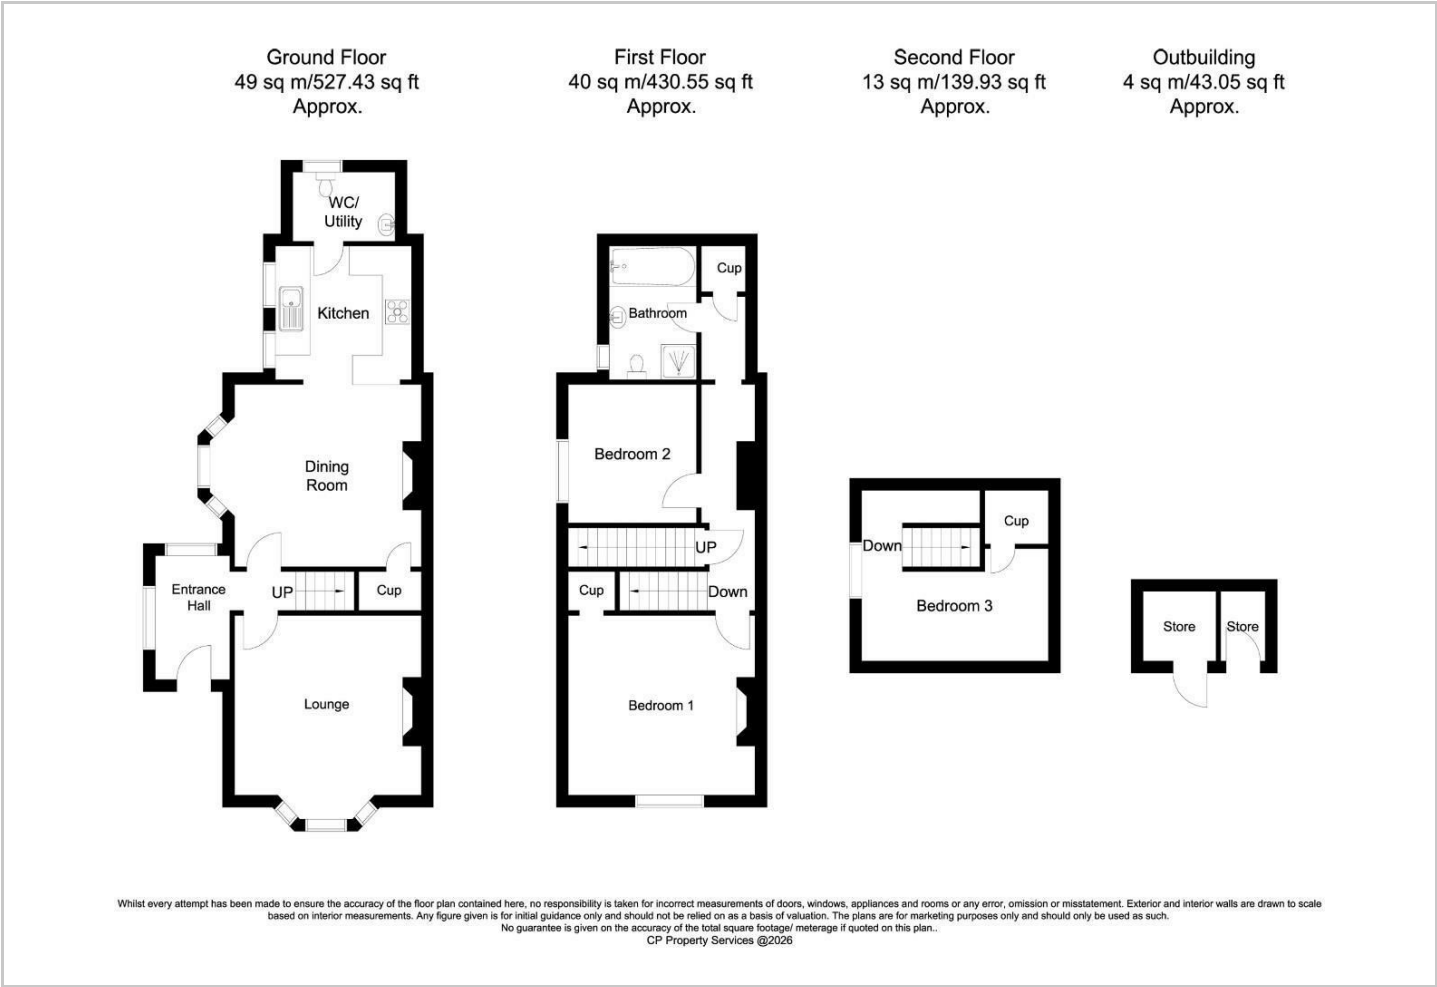 Ground Floor
49 sq m/527.43 sq ft
Approx.
First Floor
40 sq m/430.55 sq ft
Approx.
Second Floor
13 sq m/139.93 sq ft
Approx.
Outbuilding
4 sq m/43.05 sq ft
Approx.
WC/
Utility
Kitchen
Dining
Room
Entrance
Hall
UP
Cup
Lounge
Cup
Bathroom
Bedroom 2
UP
Cup
Down
Bedroom 1
Cup
Down
Bedroom 3
Store
Store
Whilst every attempt has been made to ensure the accuracy of the floor plan contained here, no responsibility is taken for incorrect measurements of doors, windows, appliances and rooms or any error, omission or misstatement. Exterior and interior walls are drawn to scale
based on interior measurements. Any figure given is for initial guidance only and should not be relied on as a basis of valuation. The plans are for marketing purposes only and should only be used as such.
No guarantee is given on the accuracy of the total square footage/ meterage if quoted on this plan..
CP Property Services @2026